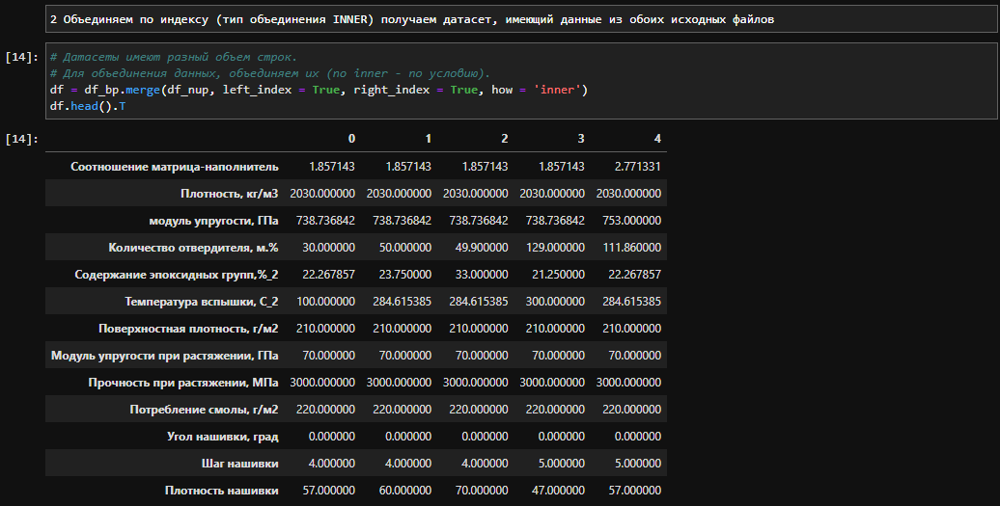 2 Объединяем по индексу (тип объединения INNER) получаем датасет, имеющий данные из обоих исходных файлов
[14]: # Датасеты имеют разный объем строк.
# Для объединения данных, объединяем их (по inner - по условию).
df = df_bp.merge(df_nup, left_index = True, right_index = True, how = 'inner')
df.head().T
[14]: 0 1 2 3 4
Соотношение матрица-наполнитель 1.857143 1.857143 1.857143 1.857143 2.771331
Плотность, кг/м3 2030.000000 2030.000000 2030.000000 2030.000000 2030.000000
модуль упругости, ГПа 738.736842 738.736842 738.736842 738.736842 753.000000
Количество отвердителя, м.% 30.000000 50.000000 49.900000 129.000000 111.860000
Содержание эпоксидных групп,%_2 22.267857 23.750000 33.000000 21.250000 22.267857
Температура вспышки, С_2 100.000000 284.615385 284.615385 300.000000 284.615385
Поверхностная плотность, г/м2 210.000000 210.000000 210.000000 210.000000 210.000000
Модуль упругости при растяжении, ГПа 70.000000 70.000000 70.000000 70.000000 70.000000
Прочность при растяжении, МПа 3000.000000 3000.000000 3000.000000 3000.000000 3000.000000
Потребление смолы, г/м2 220.000000 220.000000 220.000000 220.000000 220.000000
Угол нашивки, град 0.000000 0.000000 0.000000 0.000000 0.000000
Шаг нашивки 4.000000 4.000000 4.000000 5.000000 5.000000
Плотность нашивки 57.000000 60.000000 70.000000 47.000000 57.000000